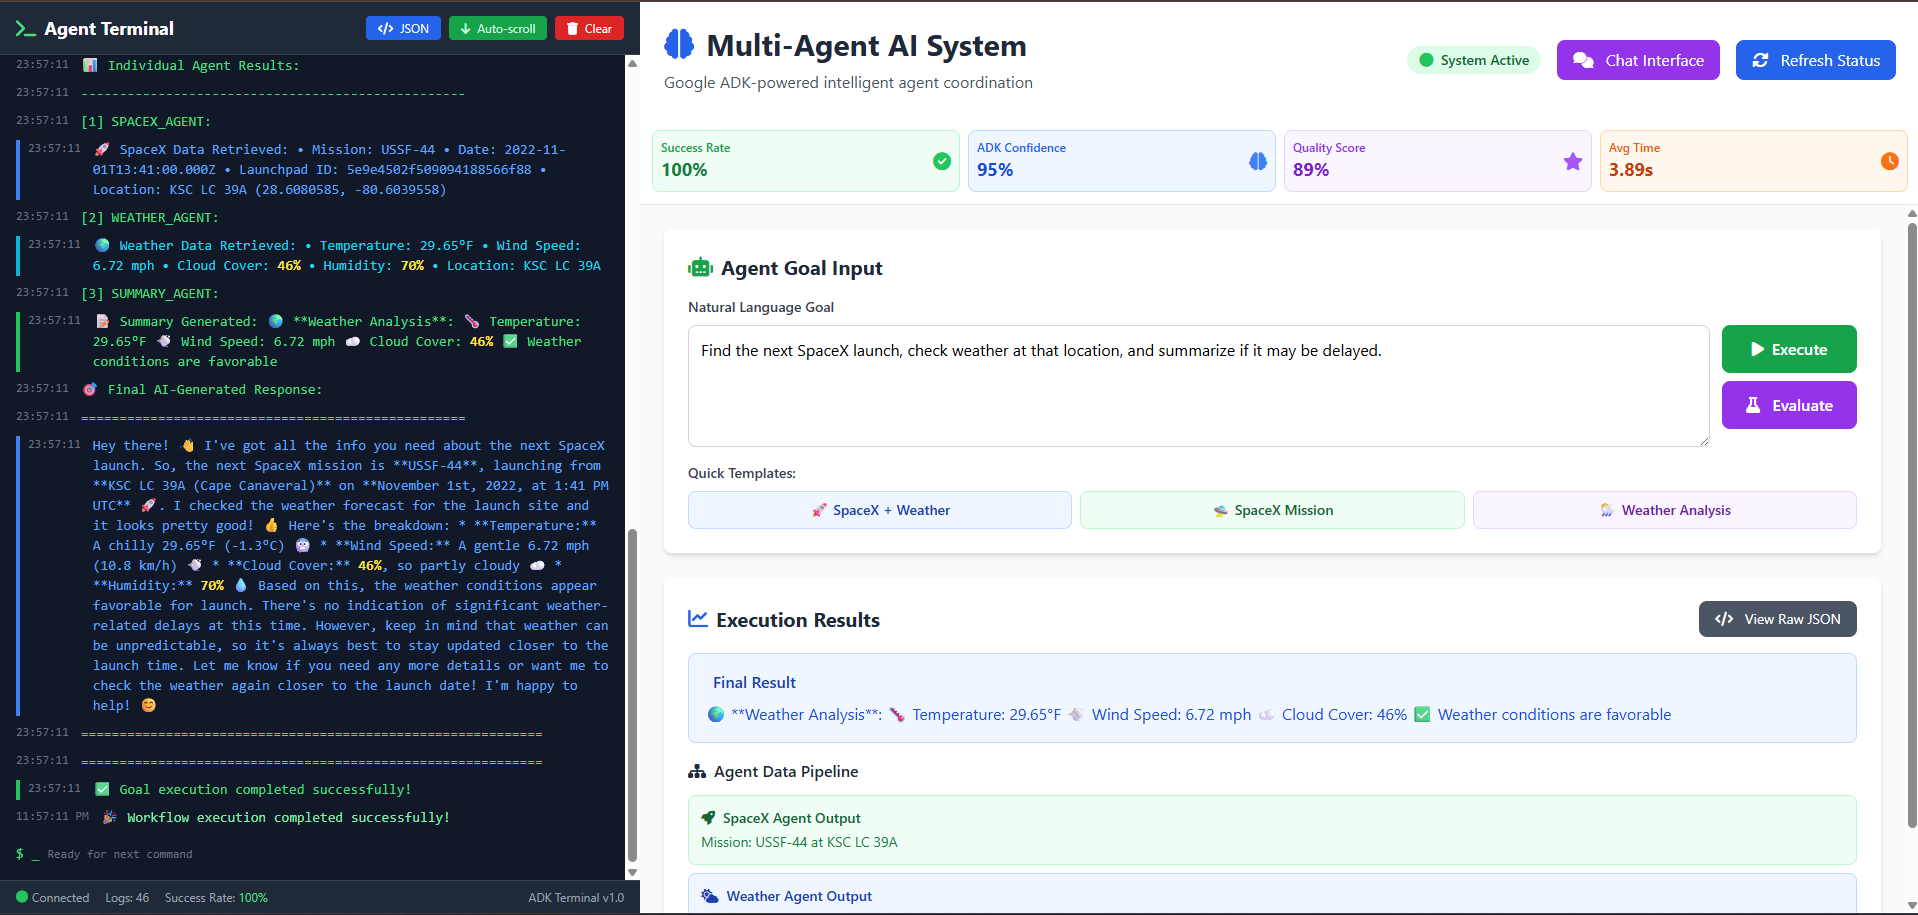 Agent Terminal
JSON
Auto-scroll
Clear
23:57:11 📊 Individual Agent Results:
23:57:11 --------------------------------------------------
23:57:11 [1] SPACEX_AGENT:
23:57:11 🚀 SpaceX Data Retrieved: • Mission: USSF-44 • Date: 2022-11-
01T13:41:00.000Z • Launchpad ID: 5e9e4502f509094188566f88 •
Location: KSC LC 39A (28.6080585, -80.6039558)
23:57:11 [2] WEATHER_AGENT:
23:57:11 🌍 Weather Data Retrieved: • Temperature: 29.65°F • Wind Speed:
6.72 mph • Cloud Cover: 46% • Humidity: 70% • Location: KSC LC 39A
23:57:11 [3] SUMMARY_AGENT:
23:57:11 📝 Summary Generated: 🌍 **Weather Analysis**: 🌡️ Temperature:
29.65°F 💨 Wind Speed: 6.72 mph ☁️ Cloud Cover: 46% ✅ Weather
conditions are favorable
23:57:11 🎯 Final AI-Generated Response:
23:57:11 ==================================================
23:57:11 Hey there! 👋 I've got all the info you need about the next SpaceX
launch. So, the next SpaceX mission is **USSF-44**, launching from
**KSC LC 39A (Cape Canaveral)** on **November 1st, 2022, at 1:41 PM
UTC** 🚀. I checked the weather forecast for the launch site and
it looks pretty good! 👍 Here's the breakdown: * **Temperature:**
A chilly 29.65°F (-1.3°C) 🥶 * **Wind Speed:** A gentle 6.72 mph
(10.8 km/h) 💨 * **Cloud Cover:** 46%, so partly cloudy ☁️ *
**Humidity:** 70% 💧 Based on this, the weather conditions appear
favorable for launch. There's no indication of significant weather-
related delays at this time. However, keep in mind that weather can
be unpredictable, so it's always best to stay updated closer to the
launch time. Let me know if you need any more details or want me to
check the weather again closer to the launch date! I'm happy to
help! 😊
23:57:11 ============================================================
23:57:11 ============================================================
23:57:11 ✅ Goal execution completed successfully!
11:57:11 PM 🎉 Workflow execution completed successfully!
$ _ Ready for next command
Connected Logs: 46 Success Rate: 100% ADK Terminal v1.0
Multi-Agent AI System
Google ADK-powered intelligent agent coordination
System Active
Chat Interface
Refresh Status
Success Rate
100%
ADK Confidence
95%
Quality Score
89%
Avg Time
3.89s
Agent Goal Input
Natural Language Goal
Find the next SpaceX launch, check weather at that location, and summarize if it may be delayed.
Execute
Evaluate
Quick Templates:
🚀 SpaceX + Weather
🛸 SpaceX Mission
🌦️ Weather Analysis
Execution Results
View Raw JSON
Final Result
🌍 **Weather Analysis**: 🌡️ Temperature: 29.65°F 💨 Wind Speed: 6.72 mph ☁️ Cloud Cover: 46% ✅ Weather conditions are favorable
Agent Data Pipeline
SpaceX Agent Output
Mission: USSF-44 at KSC LC 39A
Weather Agent Output